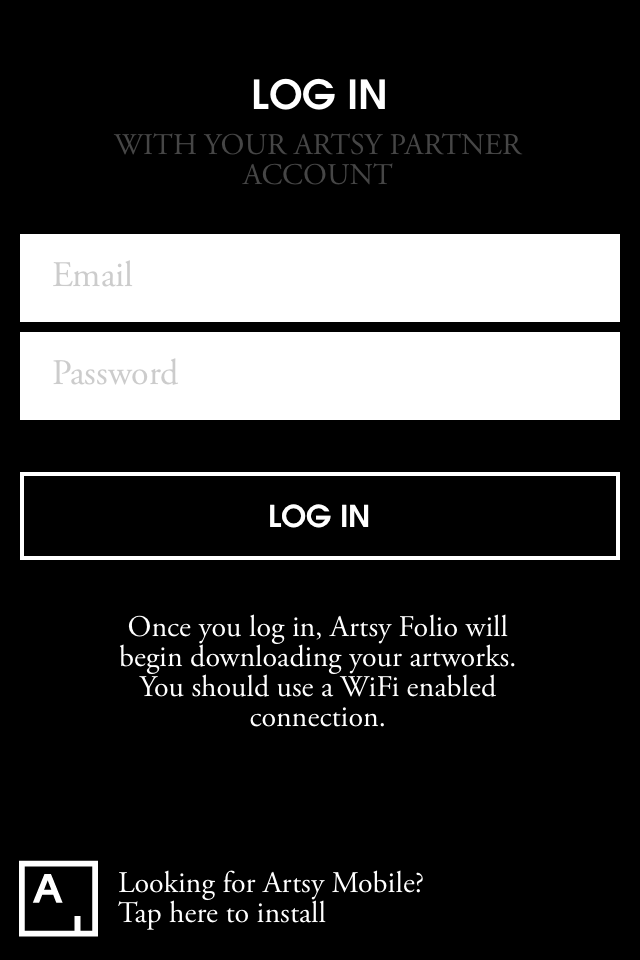 LOG IN
WITH YOUR ARTSY PARTNER
ACCOUNT
Email
Password
LOG IN
Once you log in, Artsy Folio will
begin downloading your artworks.
You should use a WiFi enabled
connection.
A
Looking for Artsy Mobile?
Tap here to install